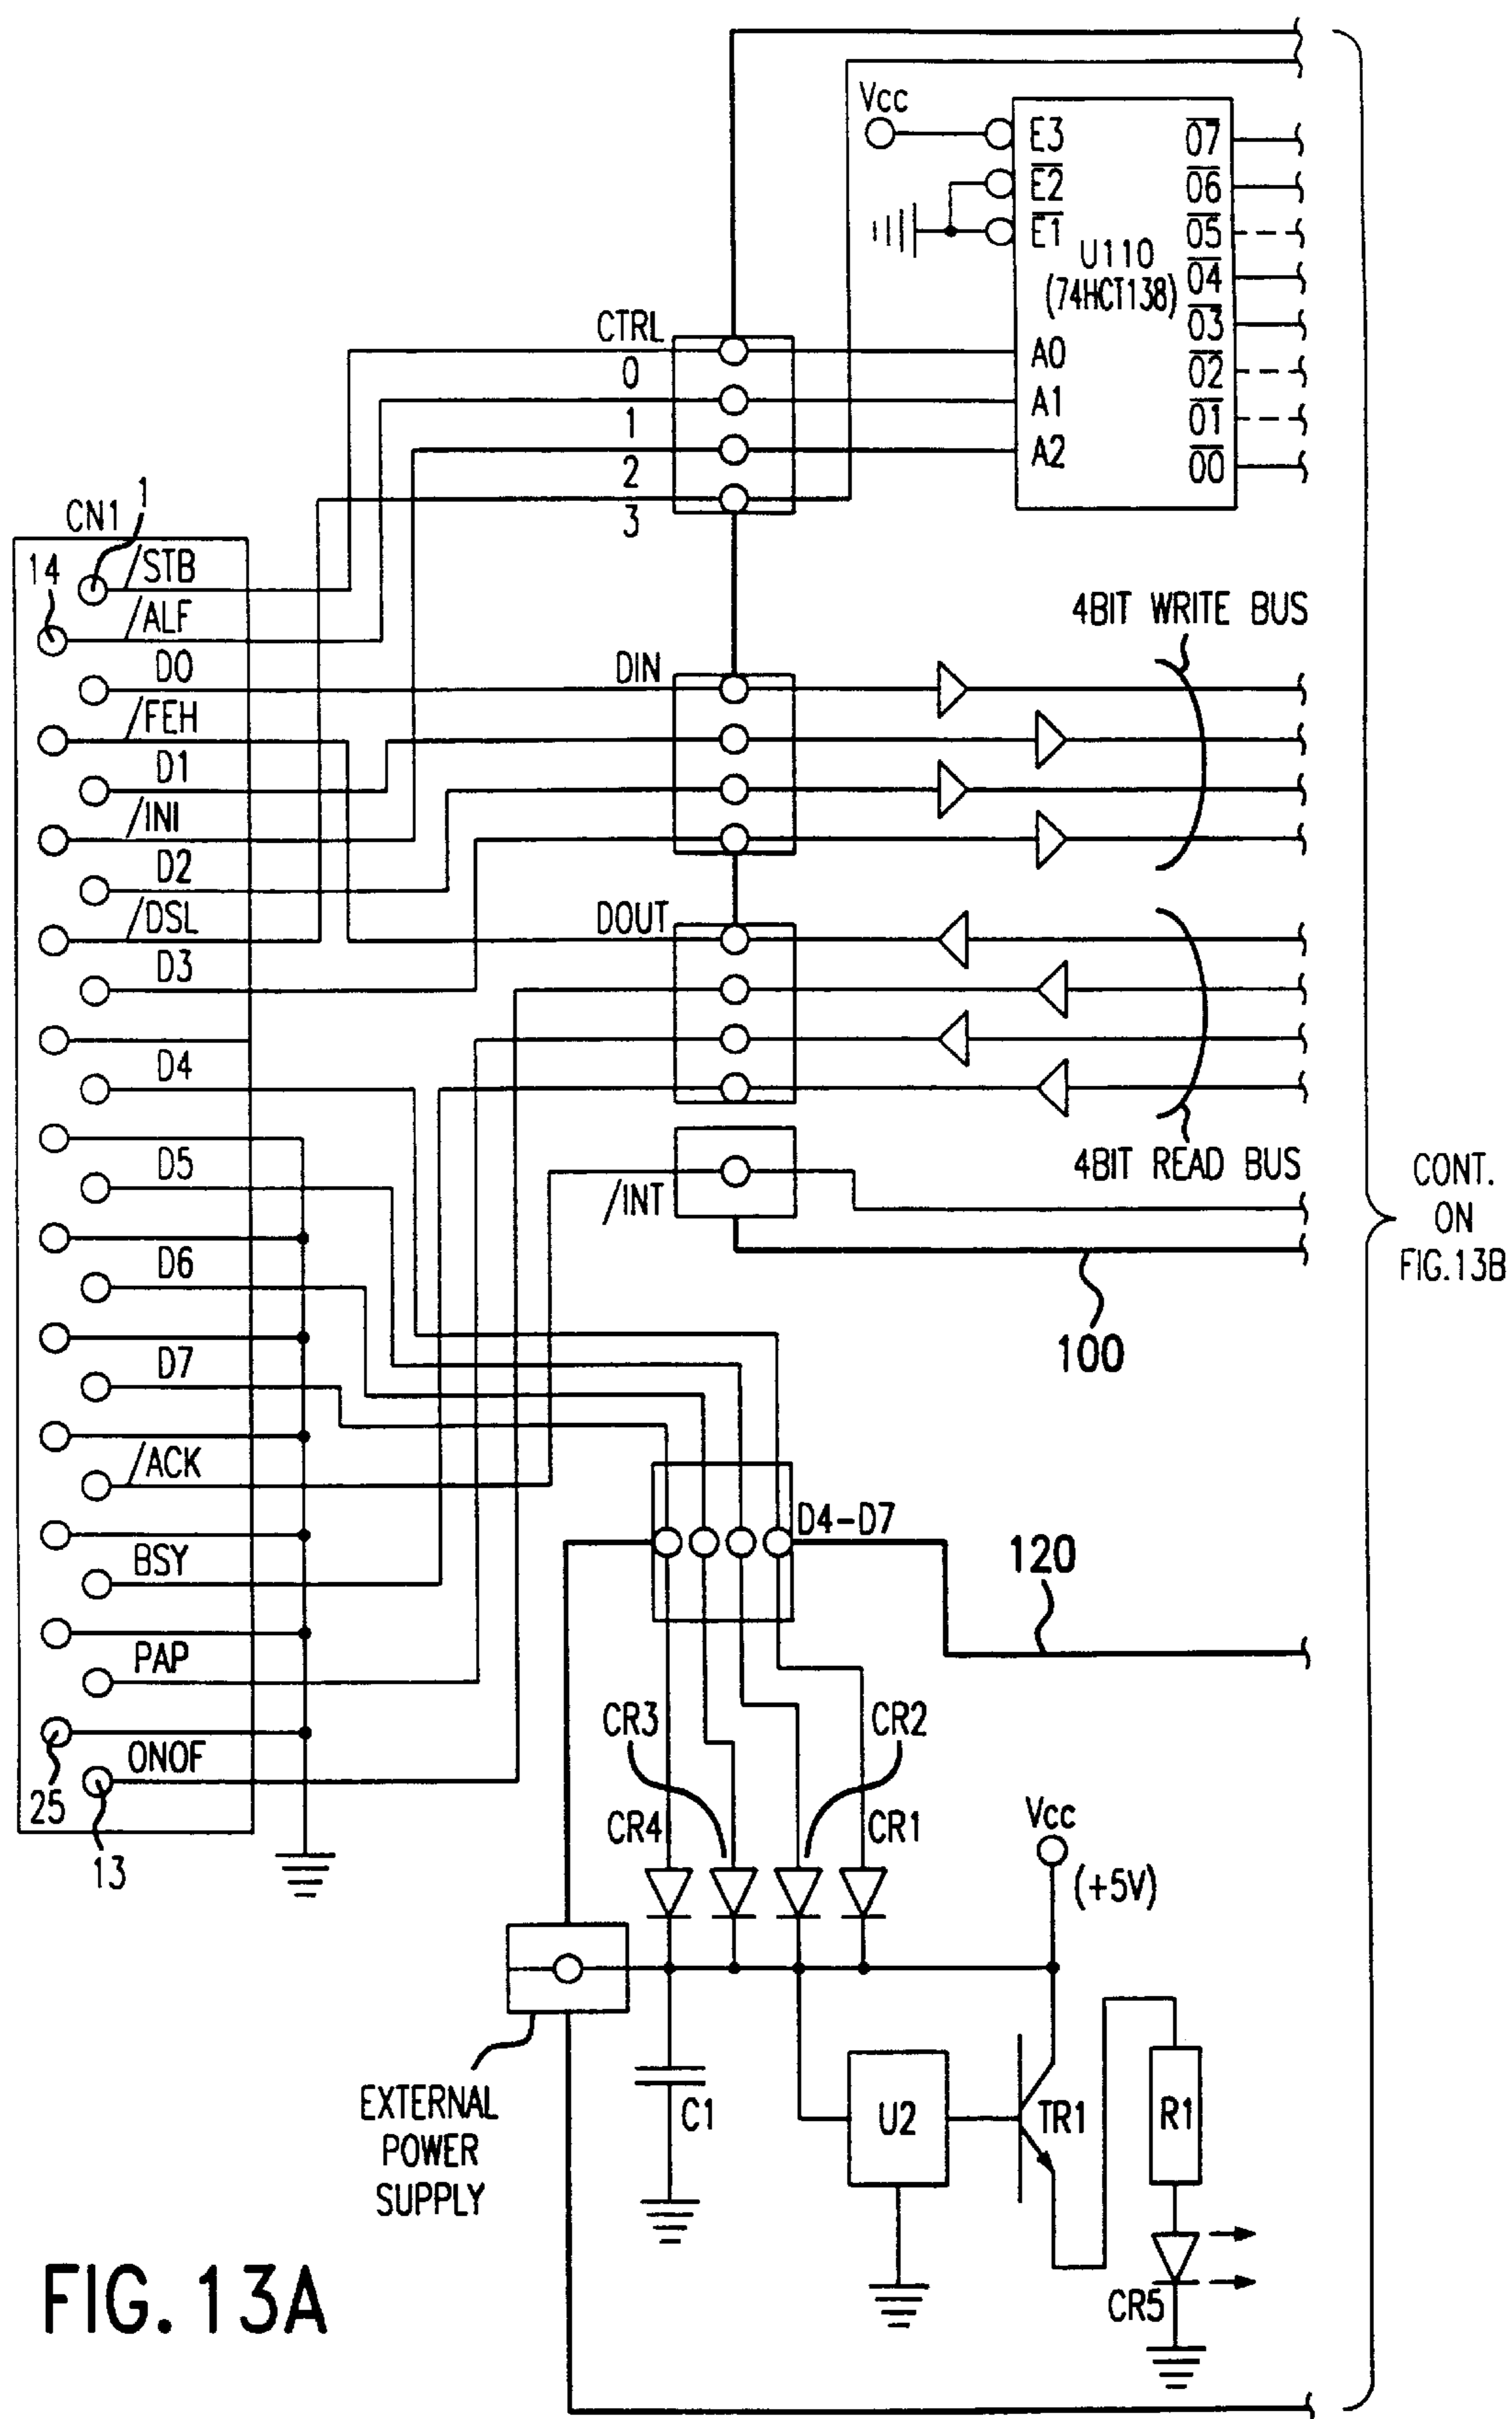 Vcc
E3
E2
E1
U110
(74HCT138)
07
06
05
04
03
02
01
00
A0
A1
A2
CTRL
0
1
2
3
CN1
1
14
/STB
/ALF
D0
/FEH
D1
/INI
D2
/DSL
D3
D4
D5
D6
D7
/ACK
BSY
PAP
ONOF
25
13
DIN
4BIT WRITE BUS
DOUT
4BIT READ BUS
/INT
100
CONT.
ON
FIG.13B
D4-D7
120
CR3
CR2
CR4
CR1
Vcc
(+5V)
EXTERNAL
POWER
SUPPLY
C1
U2
TR1
R1
CR5
FIG. 13A